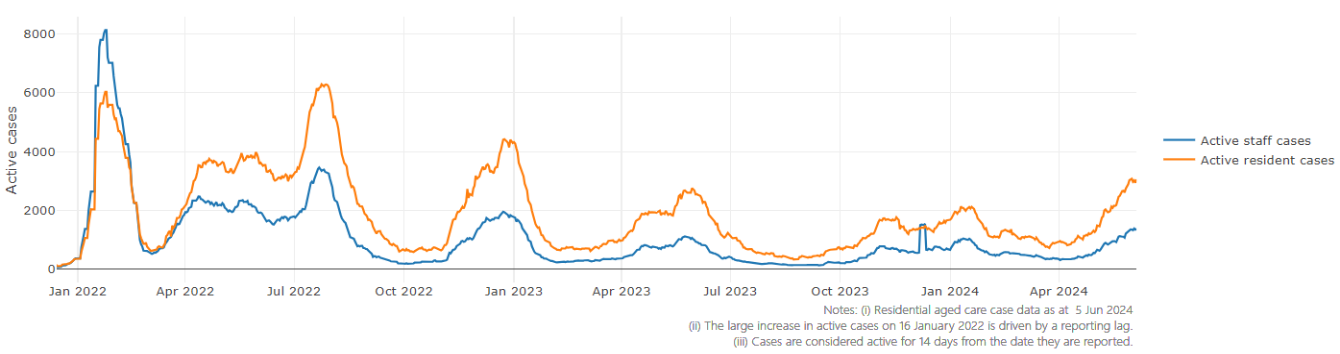 8000
6000
4000
2000
0
Active cases
Jan 2022 Apr 2022 Jul 2022 Oct 2022 Jan 2023 Apr 2023 Jul 2023 Oct 2023 Jan 2024 Apr 2024
Active staff cases
Active resident cases
Notes: (i) Residential aged care case data as at 5 Jun 2024
(ii) The large increase in active cases on 16 January 2022 is driven by a reporting lag.
(iii) Cases are considered active for 14 days from the date they are reported.